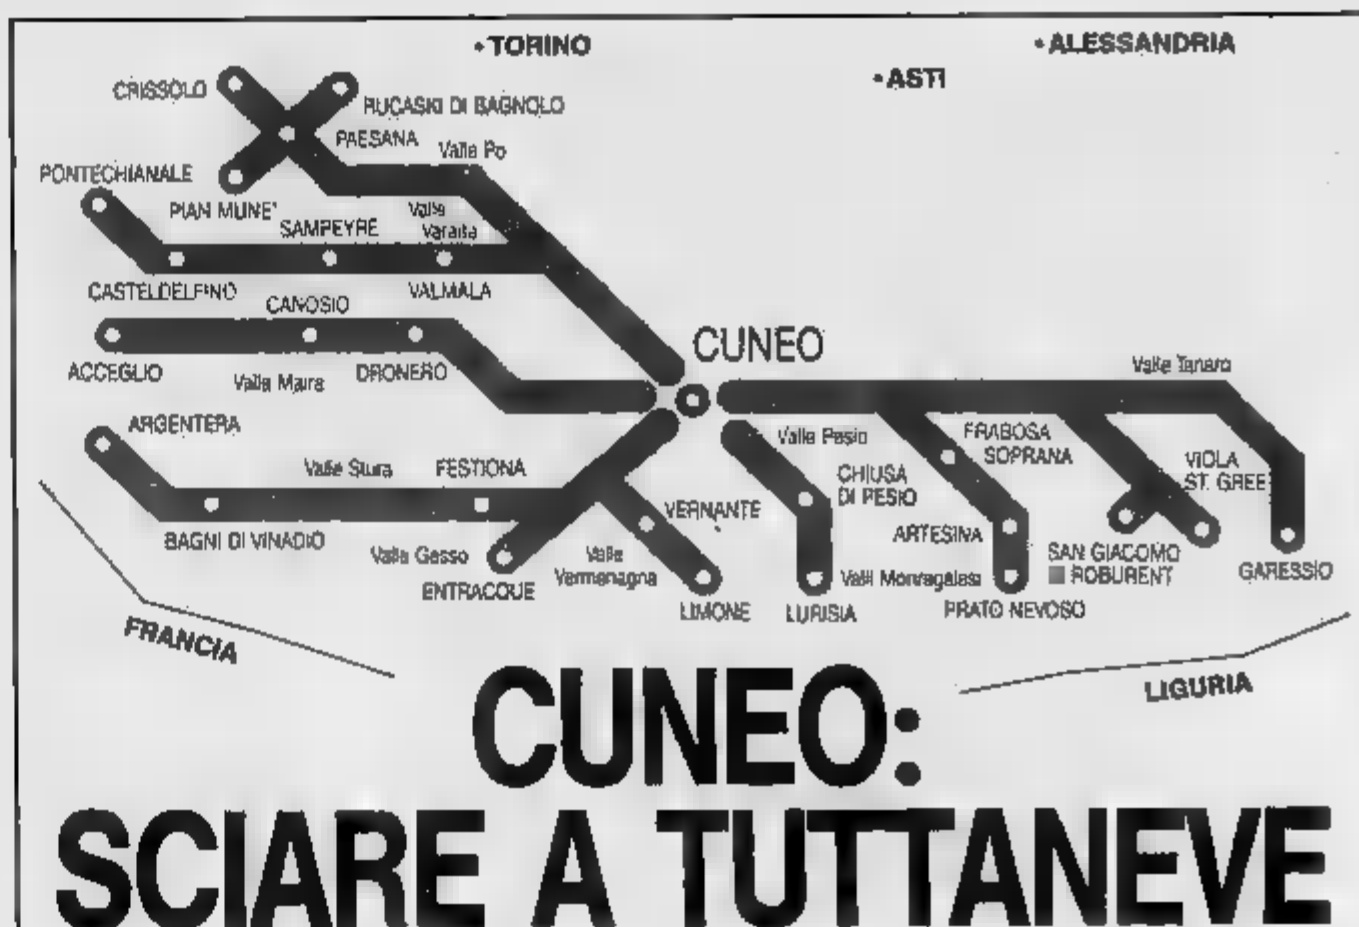 • TORINO
• ALESSANDRIA
• ASTI
CRISSOLO
RUCASKI DI BAGNOLO
PAESANA
Valle Po
PONTECHIANALE
PIAN MUNE'
Valle
Varaita
SAMPEYRE
CASTELDELFINO
CANOSIO
VALMALA
CUNEO
ACCEGLIO
Valle Maira
DRONERO
Valle Tanaro
ARGENTERA
Valle Stura
FESTIONA
Valle Pesio
FRABOSA
SOPRANA
VIOLA
ST. GREE
CHIUSA
DI PESIO
VERNANTE
BAGNI DI VINADIO
Valle Gesso
ENTRACQUE
Valle
Vermenagna
LIMONE
ARTESINA
Valli Monregalesi
LURISIA
PRATO NEVOSO
SAN GIACOMO
ROBURENT
GARESSIO
FRANCIA
LIGURIA
CUNEO:
SCIARE A TUTTANEVE